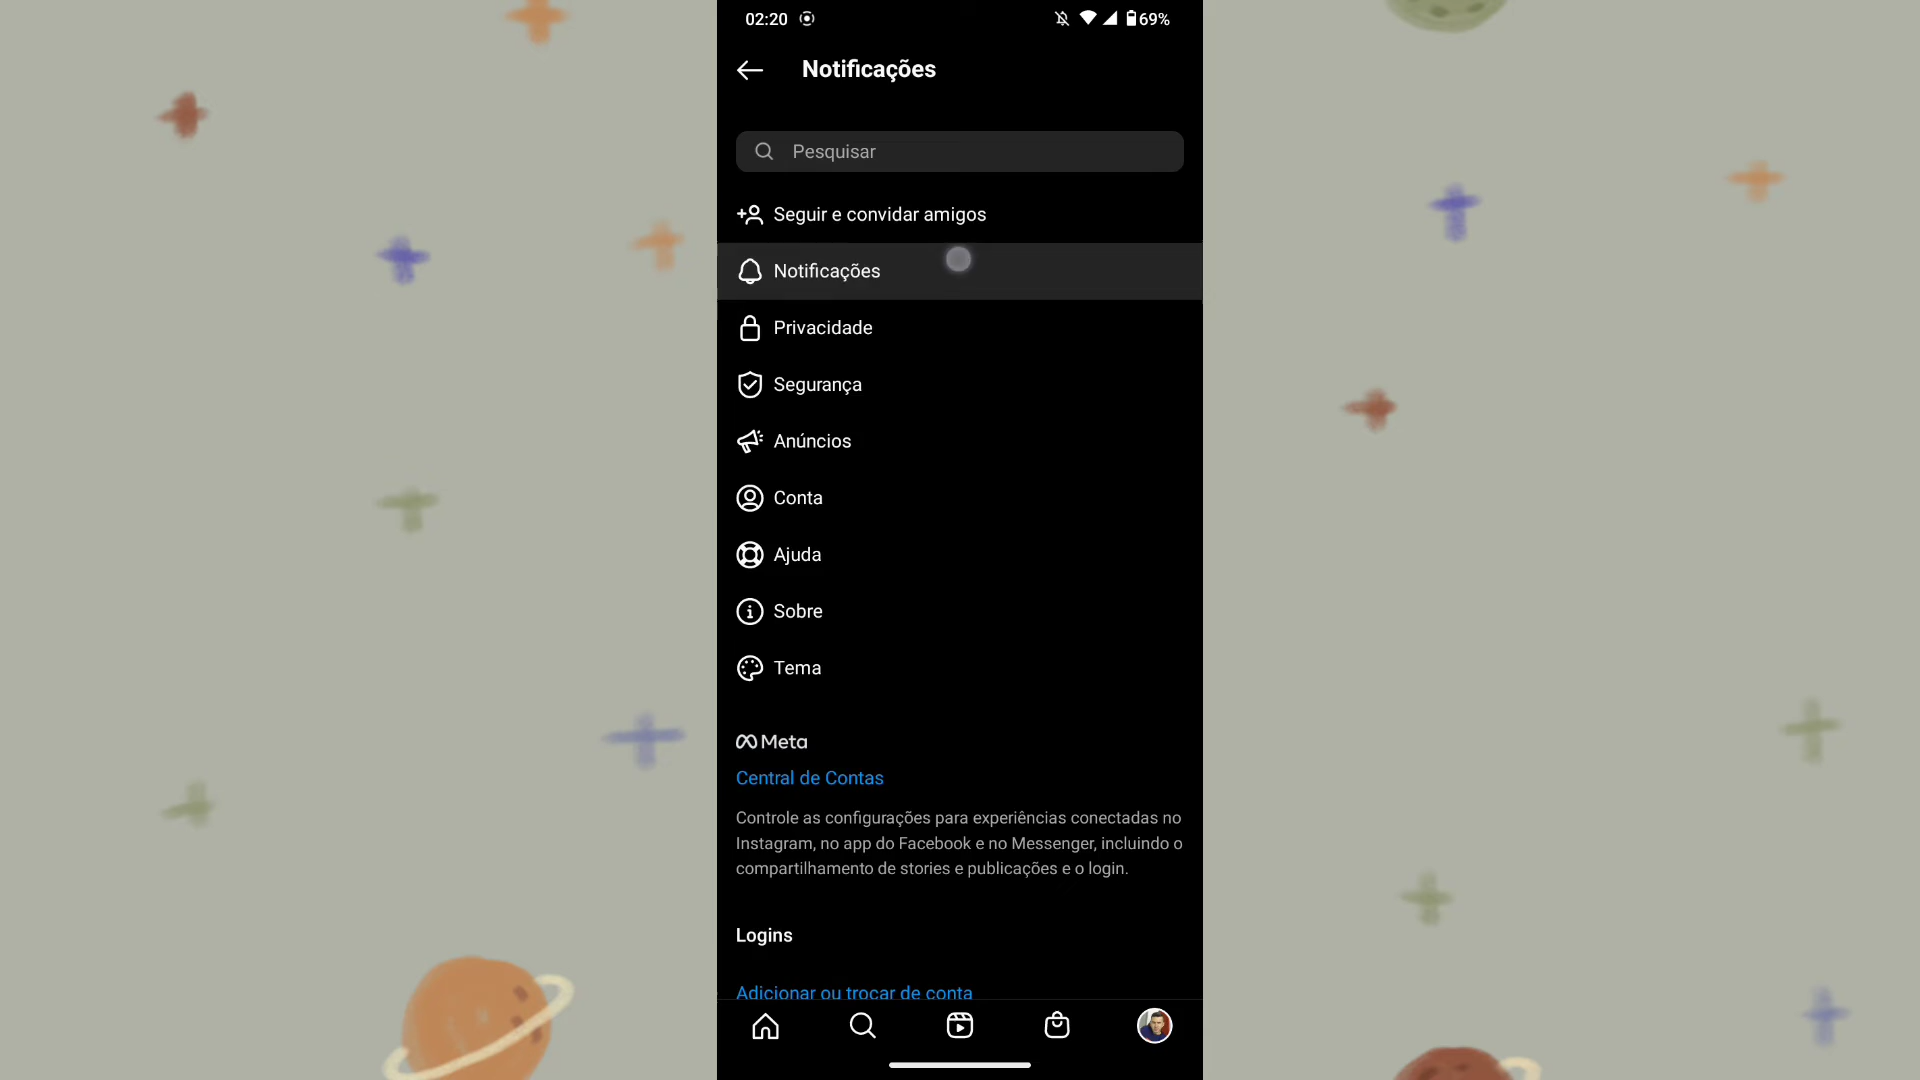 02:20
69%
Notificações
Pesquisar
Seguir e convidar amigos
Notificações
Privacidade
Segurança
Anúncios
Conta
Ajuda
Sobre
Tema
Meta
Central de Contas
Controle as configurações para experiências conectadas no
Instagram, no app do Facebook e no Messenger, incluindo o
compartilhamento de stories e publicações e o login.
Logins
Adicionar ou trocar de conta